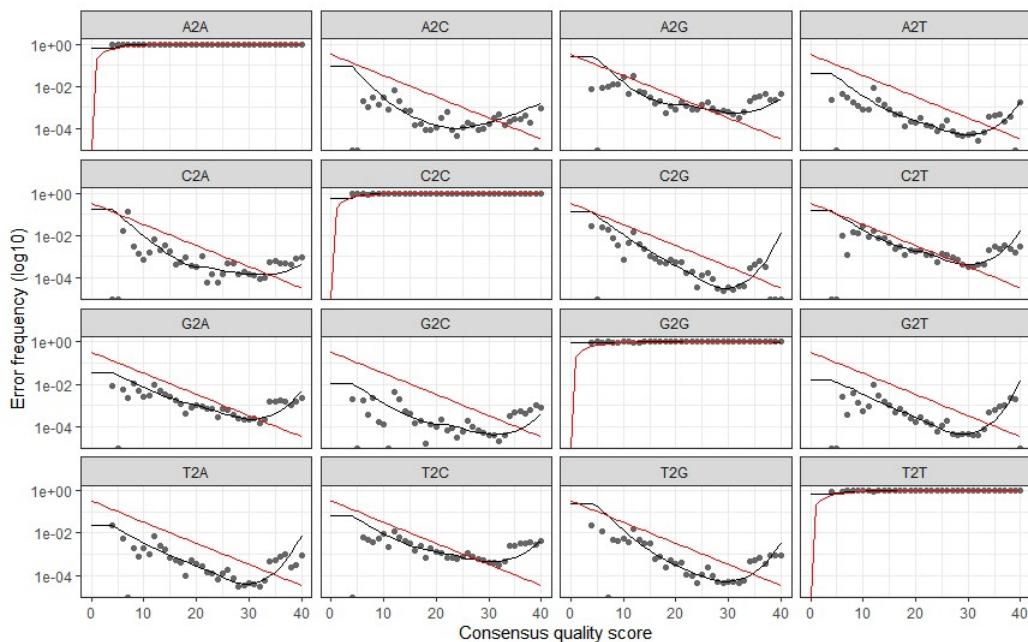 A2A A2C A2G A2T
1e+00
1e-02
1e-04
C2A C2C C2G C2T
1e+00
1e-02
1e-04
G2A G2C G2G G2T
1e+00
1e-02
1e-04
T2A T2C T2G T2T
1e+00
1e-02
1e-04
0 10 20 30 40 0 10 20 30 40 0 10 20 30 40 0 10 20 30 40
Consensus quality score
Error frequency (log10)